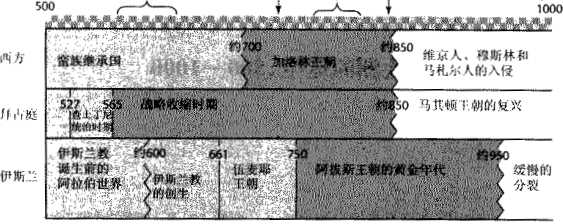 500 1000
西方
蛮族继承国
约700
加洛林王朝
约850
维京人、穆斯林和
马札尔人的入侵
拜占庭
527
查士丁尼
统治时期
565
战略收缩时期
约850
马其顿王朝的复兴
伊斯兰
伊斯兰教
诞生前的
阿拉伯世界
约600
伊斯兰教
的创生
661
伍麦耶
王朝
750
阿拔斯王朝的黄金年代
约950
缓慢的
分裂